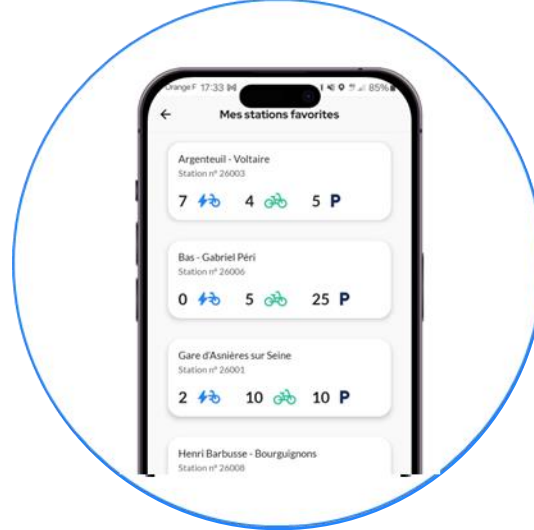 Orange F 17:33 85%
Mes stations favorites
Argenteuil - Voltaire
Station n° 26003
7 4 5 P
Bas - Gabriel Péri
Station n° 26006
0 5 25 P
Gare d'Asnières sur Seine
Station n° 26001
2 10 10 P
Henri Barbusse - Bourguignons
Station n° 26008